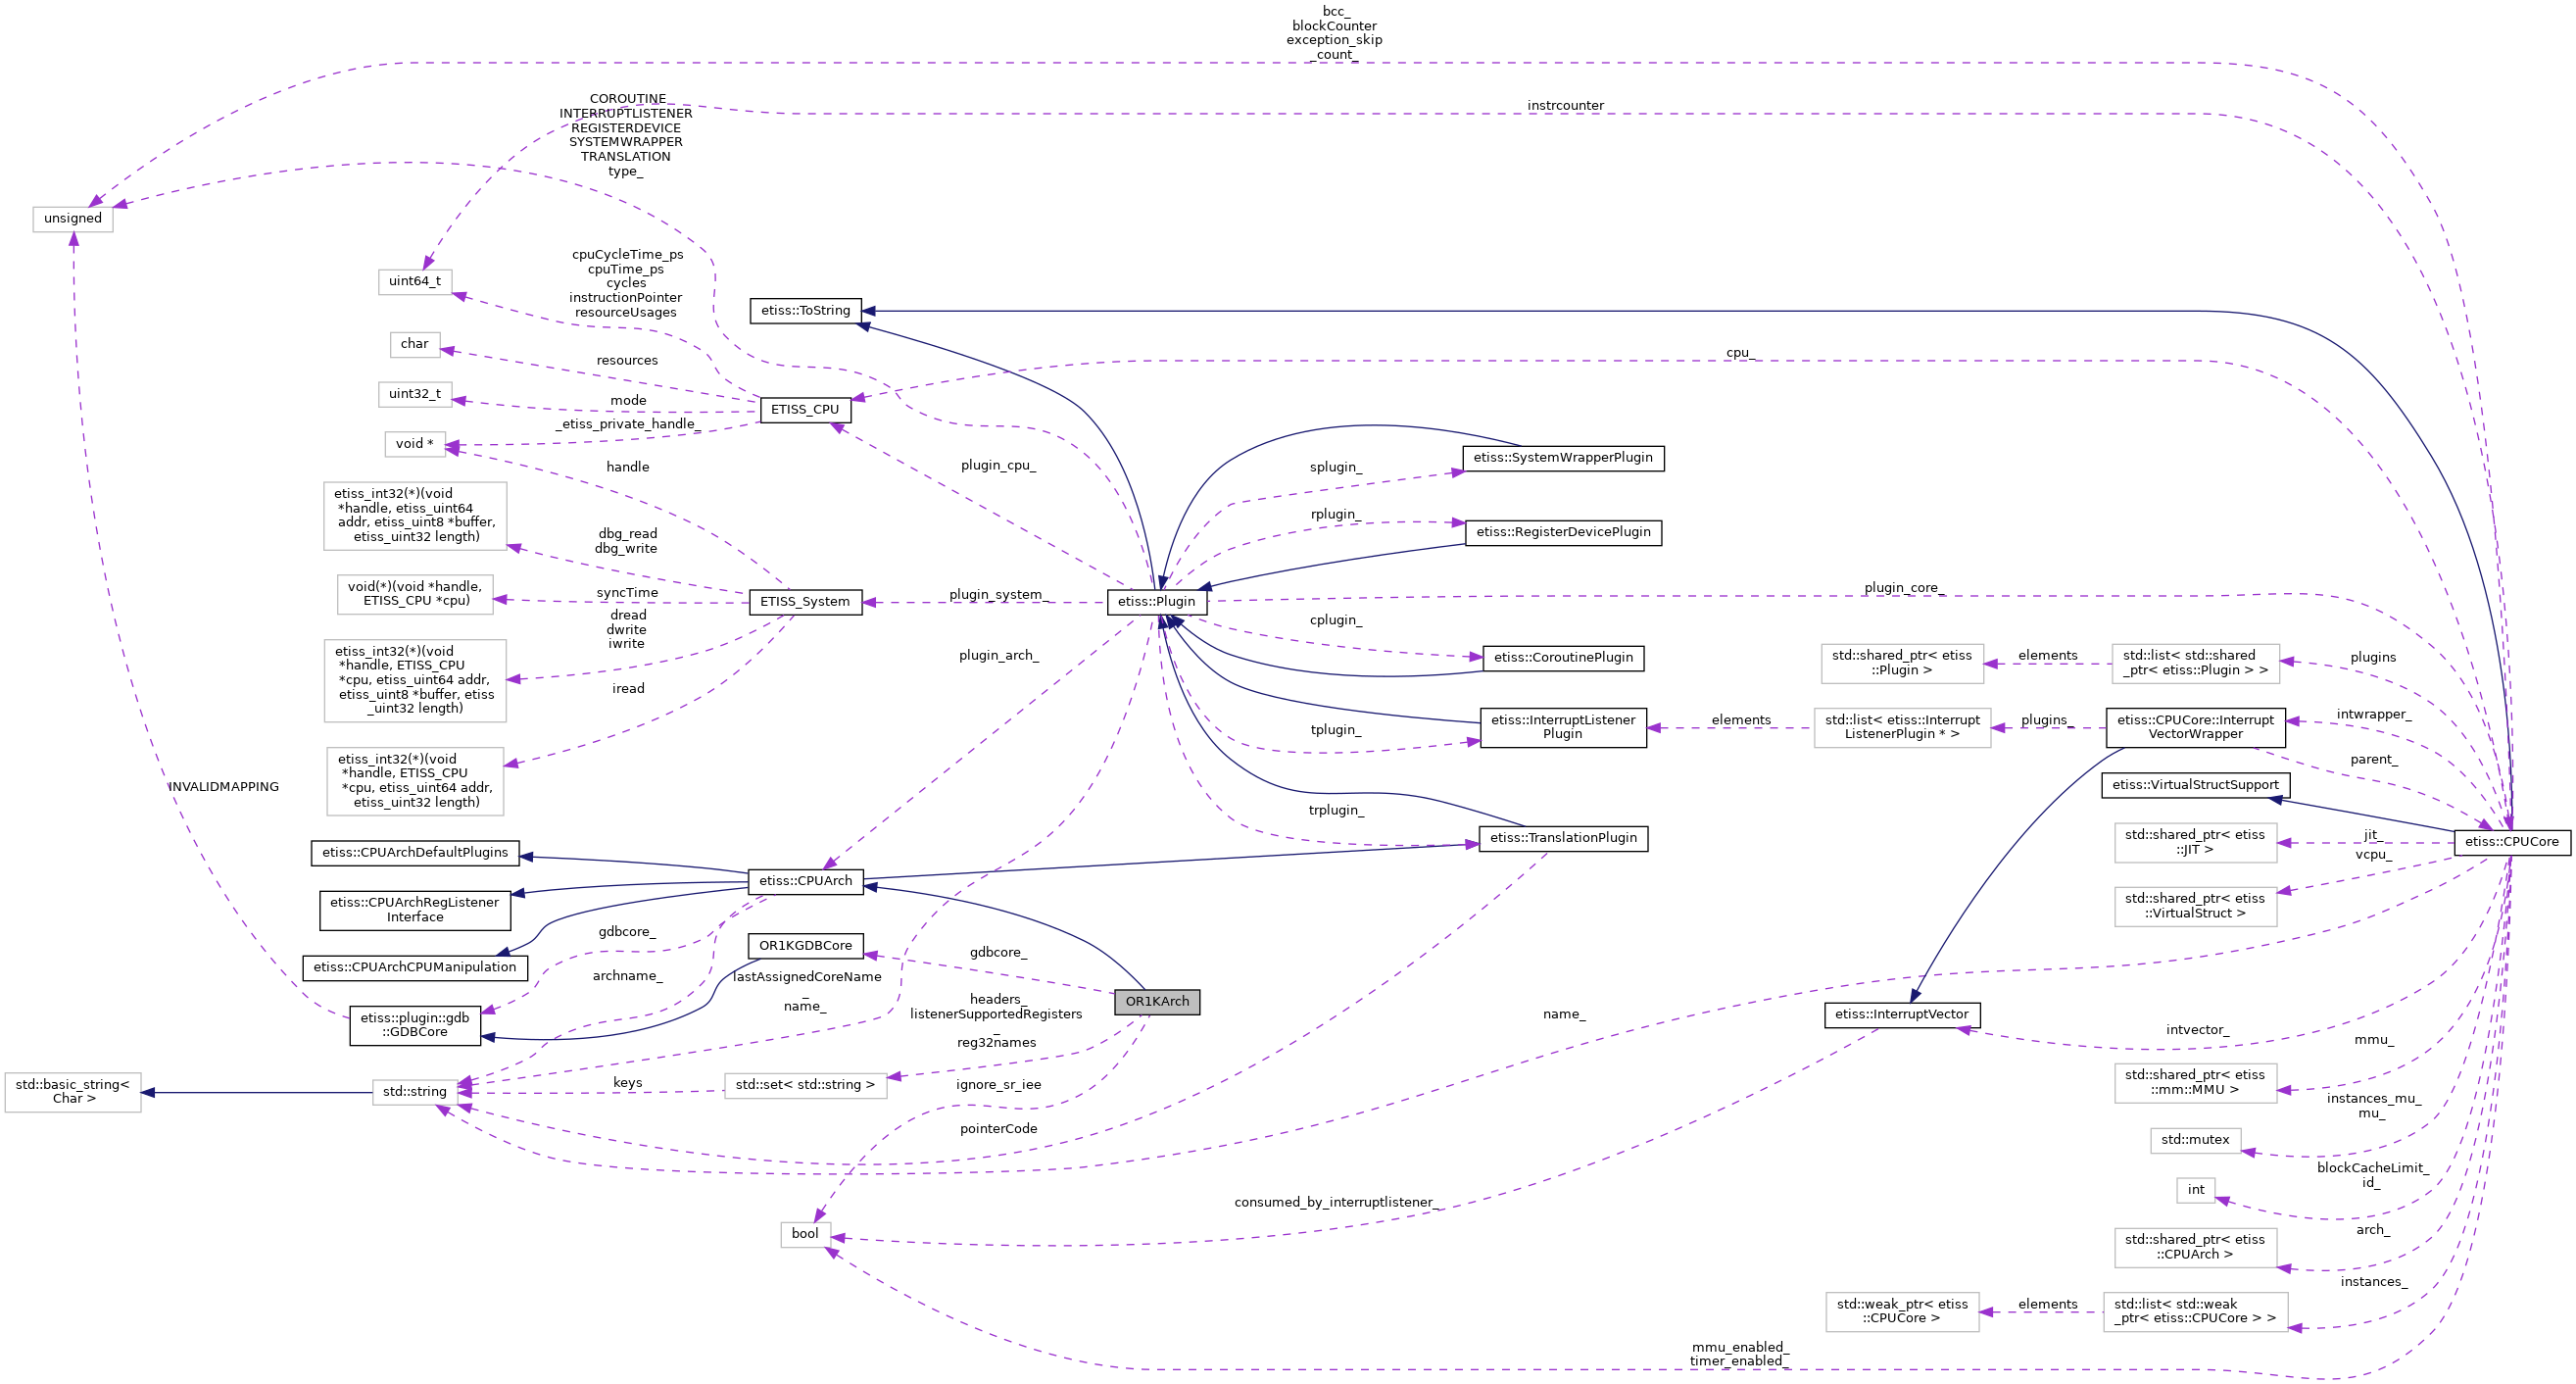 bcc_
blockCounter
exception_skip
_count_
instrcounter
COROUTINE
INTERRUPTLISTENER
REGISTERDEVICE
SYSTEMWRAPPER
TRANSLATION
type_
unsigned
cpuCycleTime_ps
cpuTime_ps
cycles
instructionPointer
resourceUsages
uint64_t
etiss::ToString
char
resources
cpu_
uint32_t
mode
ETISS_CPU
_etiss_private_handle_
void *
handle
plugin_cpu_
splugin_
etiss::SystemWrapperPlugin
etiss_int32(*)(void
*handle, etiss_uint64
addr, etiss_uint8 *buffer,
etiss_uint32 length)
dbg_read
dbg_write
rplugin_
etiss::RegisterDevicePlugin
void(*)(void *handle,
ETISS_CPU *cpu)
syncTime
ETISS_System
plugin_system_
etiss::Plugin
plugin_core_
dread
dwrite
iwrite
cplugin_
etiss_int32(*)(void
*handle, ETISS_CPU
*cpu, etiss_uint64 addr,
etiss_uint8 *buffer, etiss
_uint32 length)
plugin_arch_
etiss::CoroutinePlugin
std::shared_ptr< etiss
::Plugin >
elements
std::list< std::shared
_ptr< etiss::Plugin > >
plugins
iread
etiss_int32(*)(void
*handle, ETISS_CPU
*cpu, etiss_uint64 addr,
etiss_uint32 length)
tplugin_
etiss::InterruptListener
Plugin
elements
std::list< etiss::Interrupt
ListenerPlugin * >
plugins_
etiss::CPUCore::Interrupt
VectorWrapper
intwrapper_
parent_
INVALIDMAPPING
etiss::VirtualStructSupport
trplugin_
etiss::TranslationPlugin
std::shared_ptr< etiss
::JIT >
jit_
etiss::CPUCore
vcpu_
etiss::CPUArchDefaultPlugins
etiss::CPUArch
etiss::CPUArchRegListener
Interface
std::shared_ptr< etiss
::VirtualStruct >
gdbcore_
OR1KGDBCore
gdbcore_
etiss::CPUArchCPUManipulation
archname_
lastAssignedCoreName
_
name_
OR1KArch
headers_
listenerSupportedRegisters
_
reg32names
etiss::plugin::gdb
::GDBCore
name_
etiss::InterruptVector
intvector_
mmu_
std::basic_string<
Char >
std::string
keys
std::set< std::string >
ignore_sr_iee
std::shared_ptr< etiss
::mm::MMU >
pointerCode
instances_mu_
mu_
std::mutex
blockCacheLimit_
id_
int
consumed_by_interruptlistener_
bool
arch_
std::shared_ptr< etiss
::CPUArch >
instances_
std::weak_ptr< etiss
::CPUCore >
elements
std::list< std::weak
_ptr< etiss::CPUCore > >
mmu_enabled_
timer_enabled_